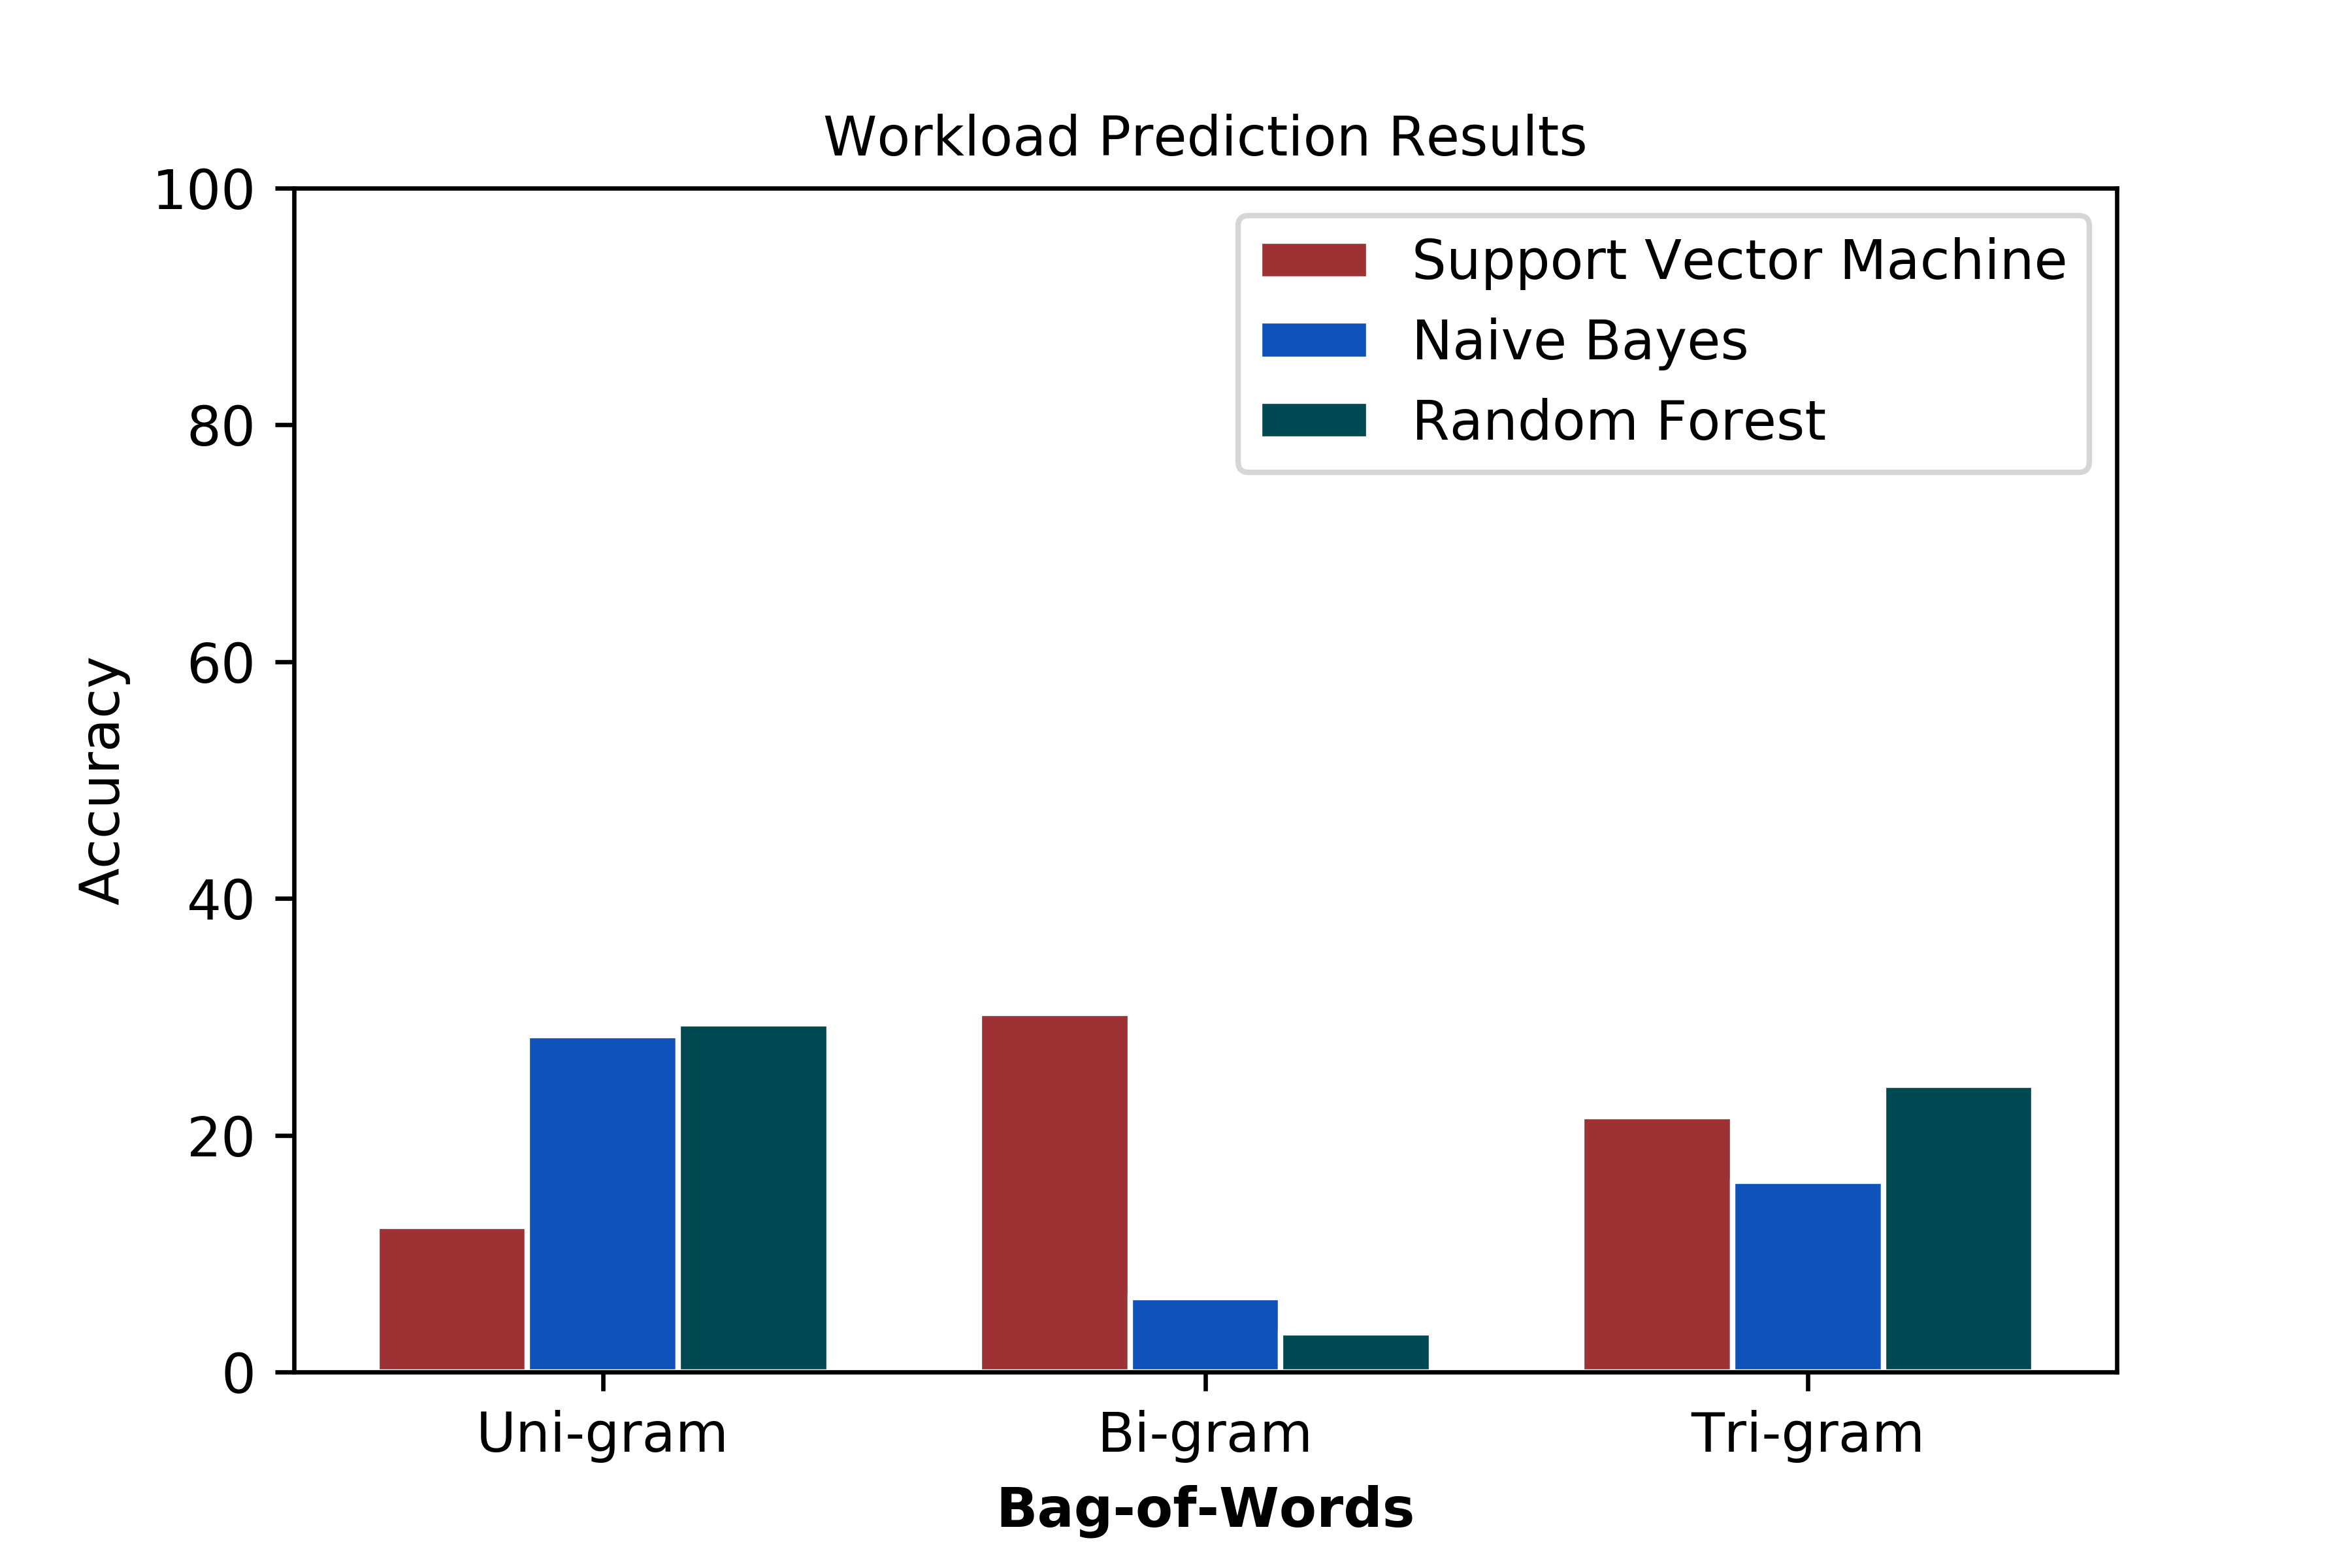 Workload Prediction Results
100
80
60
40
20
0
Accuracy
Support Vector Machine
Naive Bayes
Random Forest
Uni-gram
Bi-gram
Tri-gram
Bag-of-Words